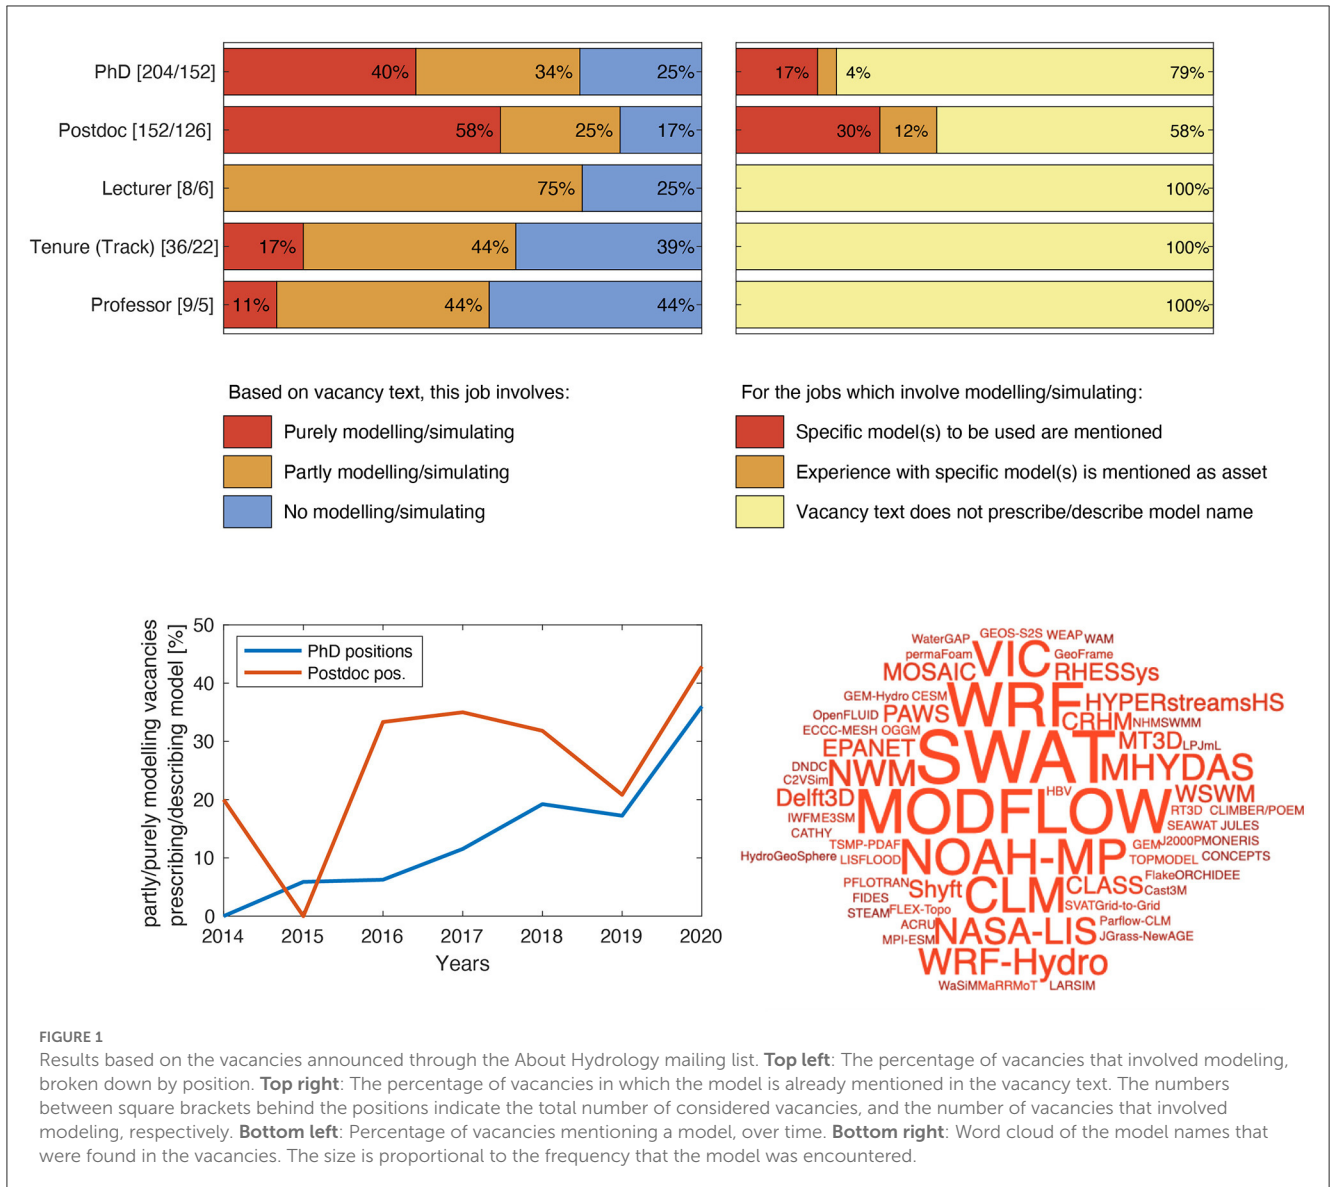 PhD [204/152]
40%
34%
25%
17%
4%
79%
Postdoc [152/126]
58%
25%
17%
30%
12%
58%
Lecturer [8/6]
75%
25%
100%
Tenure (Track) [36/22]
17%
44%
39%
100%
Professor [9/5]
11%
44%
44%
100%
Based on vacancy text, this job involves:
Purely modelling/simulating
Partly modelling/simulating
No modelling/simulating
For the jobs which involve modelling/simulating:
Specific model(s) to be used are mentioned
Experience with specific model(s) is mentioned as asset
Vacancy text does not prescribe/describe model name
partly/purely modelling vacancies
prescribing/describing model [%]
50
40
30
20
10
0
PhD positions
Postdoc pos.
2014 2015 2016 2017 2018 2019 2020
Years
WaterGAP GEOS-S2S WEAP WAM
permaFoam VIC GeoFrame
MOSAIC RHESSys
GEM-Hydro CESM WRF HYPERstreamsHS
OpenFLUID PAWS CRHM NHM SWMM
ECCC-MESH OGGM SWAT MT3D LPJmL
EPANET
DNDC NWM MHYDAS
C2VSim
Delft3D MODFLOW HBV WSWM
RT3D CLIMBER/POEM
IWFM E3SM SEAWAT JULES
CATHY
TSMP-PDAF NOAH-MP GEM J2000P MONERIS
HydroGeoSphere LISFLOOD TOPMODEL CONCEPTS
Flake ORCHIDEE
PFLOTRAN Shyft CLM CLASS Cast3M
FIDES
STEAM FLEX-Topo SVAT Grid-to-Grid
ACRU NASA-LIS Parflow-CLM
MPI-ESM JGrass-NewAGE
WRF-Hydro
WaSiM MaRRMoT LARSIM
FIGURE 1
Results based on the vacancies announced through the About Hydrology mailing list. Top left: The percentage of vacancies that involved modeling,
broken down by position. Top right: The percentage of vacancies in which the model is already mentioned in the vacancy text. The numbers
between square brackets behind the positions indicate the total number of considered vacancies, and the number of vacancies that involved
modeling, respectively. Bottom left: Percentage of vacancies mentioning a model, over time. Bottom right: Word cloud of the model names that
were found in the vacancies. The size is proportional to the frequency that the model was encountered.